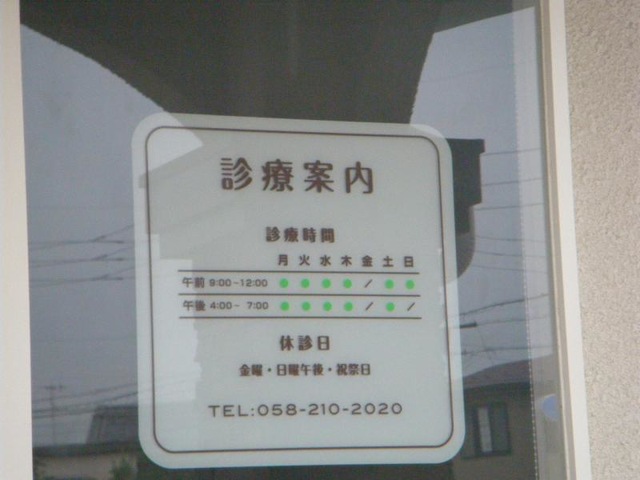 診療案内
診療時間
月 火 水 木 金 土 日
午前 9:00-12:00 ● ● ● ● / ● ●
午後 4:00- 7:00 ● ● ● ● / ● /
休診日
金曜・日曜午後・祝祭日
TEL:058-210-2020